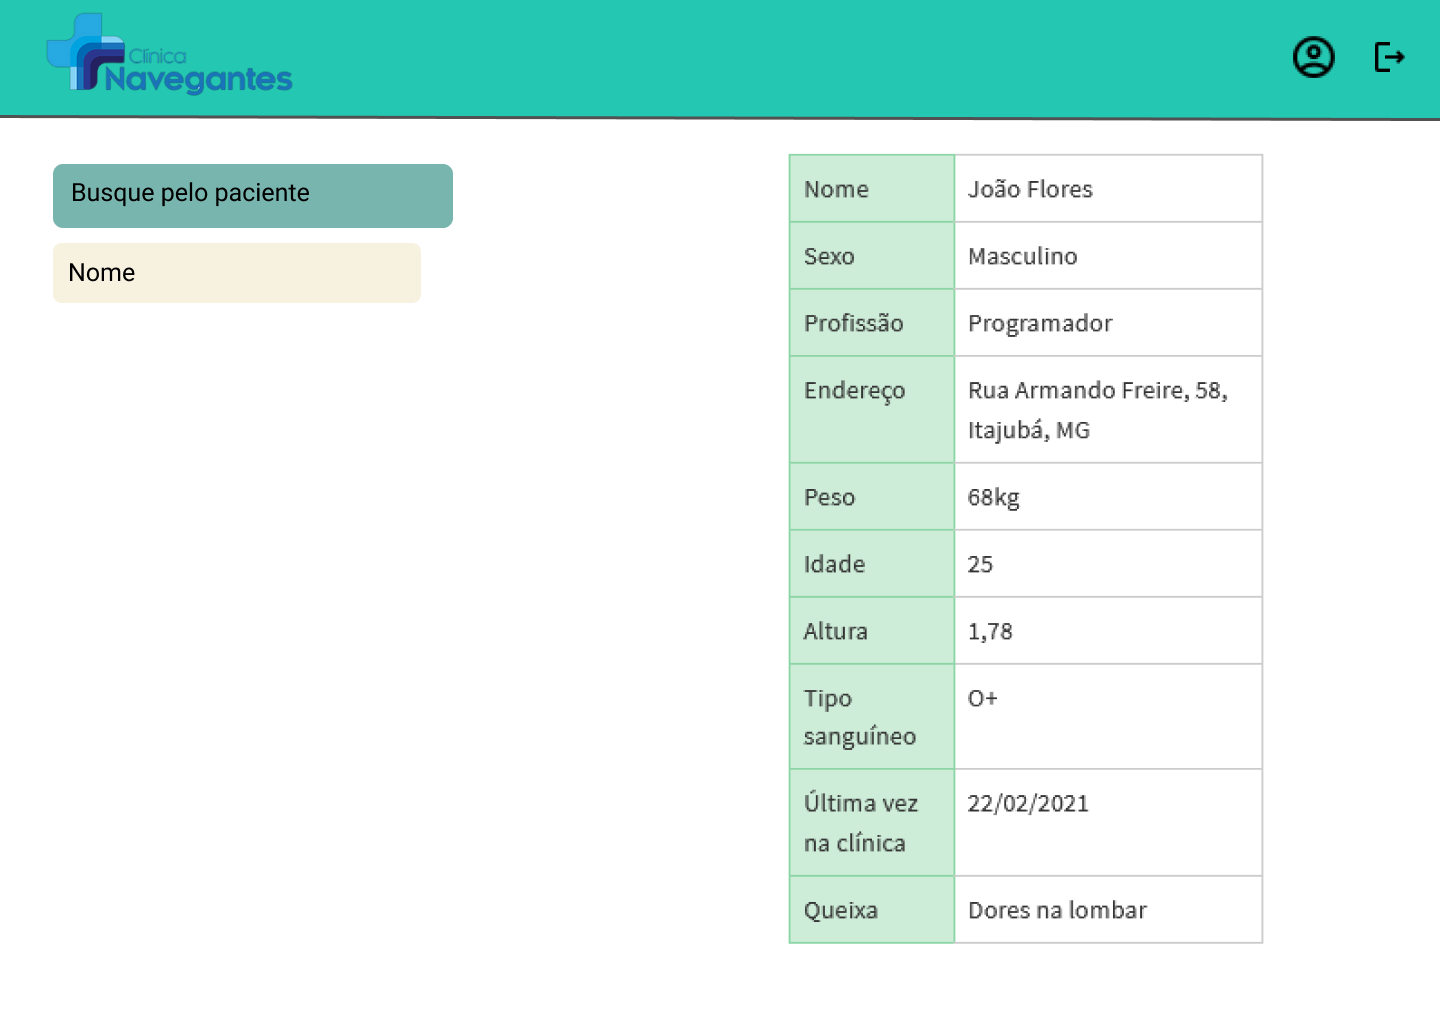 Clínica
Navegantes
Busque pelo paciente
Nome
Nome João Flores
Sexo Masculino
Profissão Programador
Endereço Rua Armando Freire, 58,
Itajubá, MG
Peso 68kg
Idade 25
Altura 1,78
Tipo O+
sanguíneo
Última vez 22/02/2021
na clínica
Queixa Dores na lombar